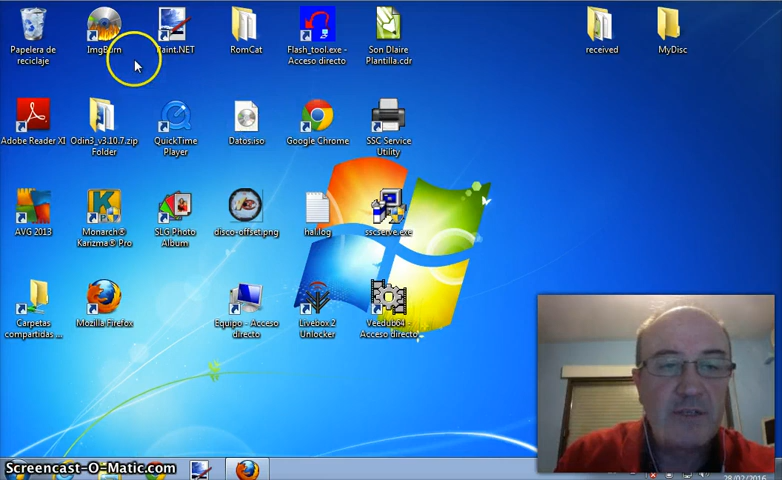 Papelera de
reciclaje
ImgBurn
Paint.NET
RomCat
Flash_tool.exe -
Acceso directo
Son DIaire
Plantilla.cdr
received
MyDisc
Adobe Reader XI
Odin3_v3.10.7.zip
Folder
QuickTime
Player
Datos.iso
Google Chrome
SSC Service
Utility
AVG 2013
Monarch®
Karizma® Pro
SLG Photo
Album
disco-offset.png
hal.log
sscserve.exe
Carpetas
compartidas ...
Mozilla Firefox
Equipo - Acceso
directo
Livebox 2
Unlocker
Veedub64 -
Acceso directo
Screencast-O-Matic.com
28/02/2016